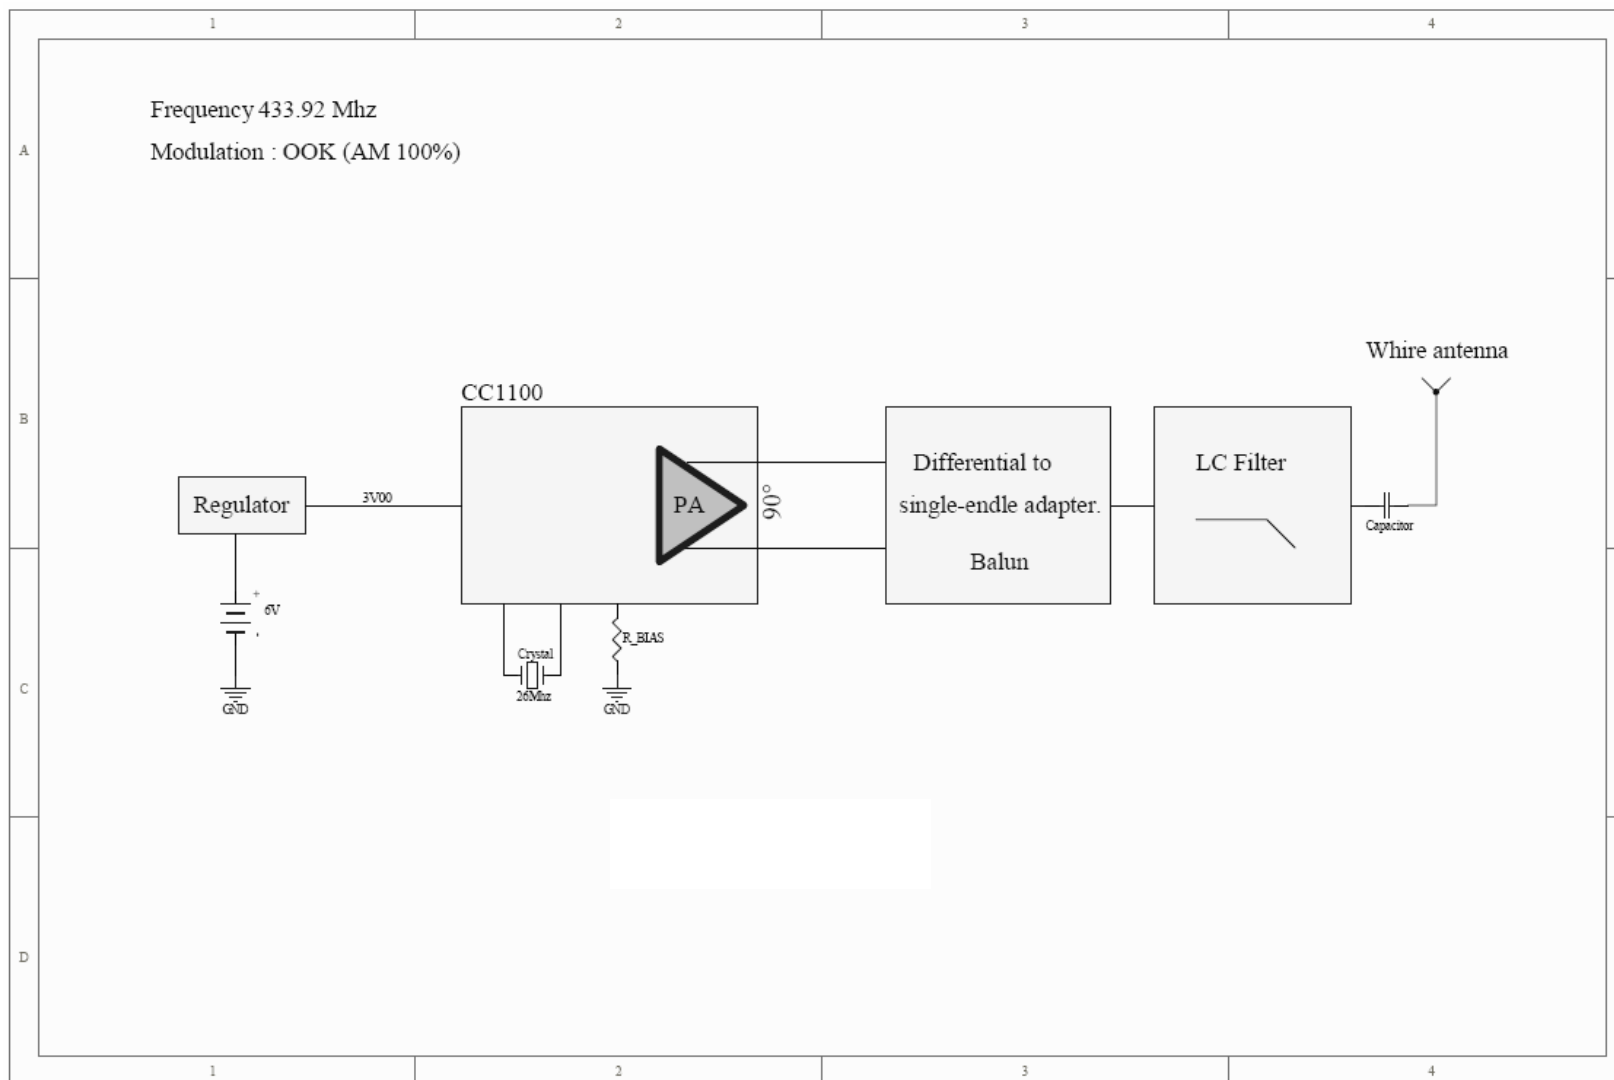 1 2 3 4
Frequency 433.92 Mhz
A
Modulation : OOK (AM 100%)
Whire antenna
CC1100
B
Differential to
LC Filter
Regulator
3V00
PA
90°
single-endle adapter.
Capacitor
Balun
+
6V
-
R_BIAS
Crystal
26Mhz
C
GND
GND
D
1 2 3 4